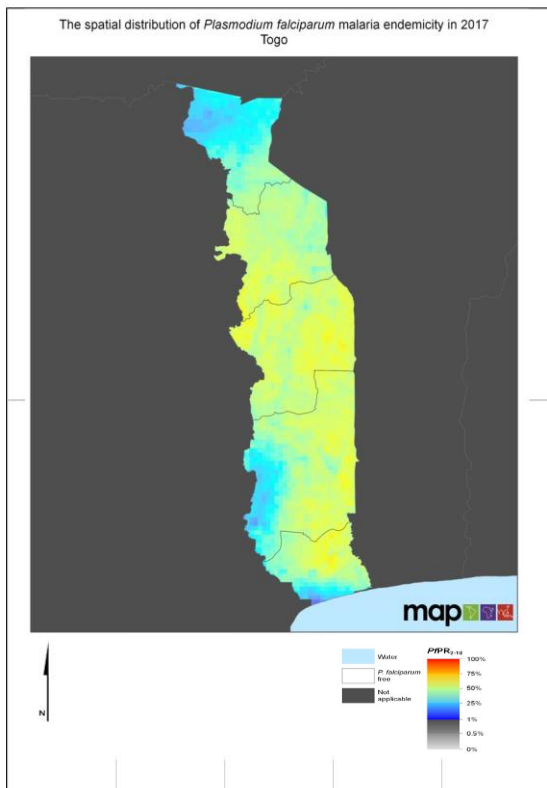 The spatial distribution of Plasmodium falciparum malaria endemicity in 2017
Togo
map
N
Water
P. falciparum
free
Not
applicable
PfPR2-10
100%
75%
50%
25%
1%
0.5%
0%